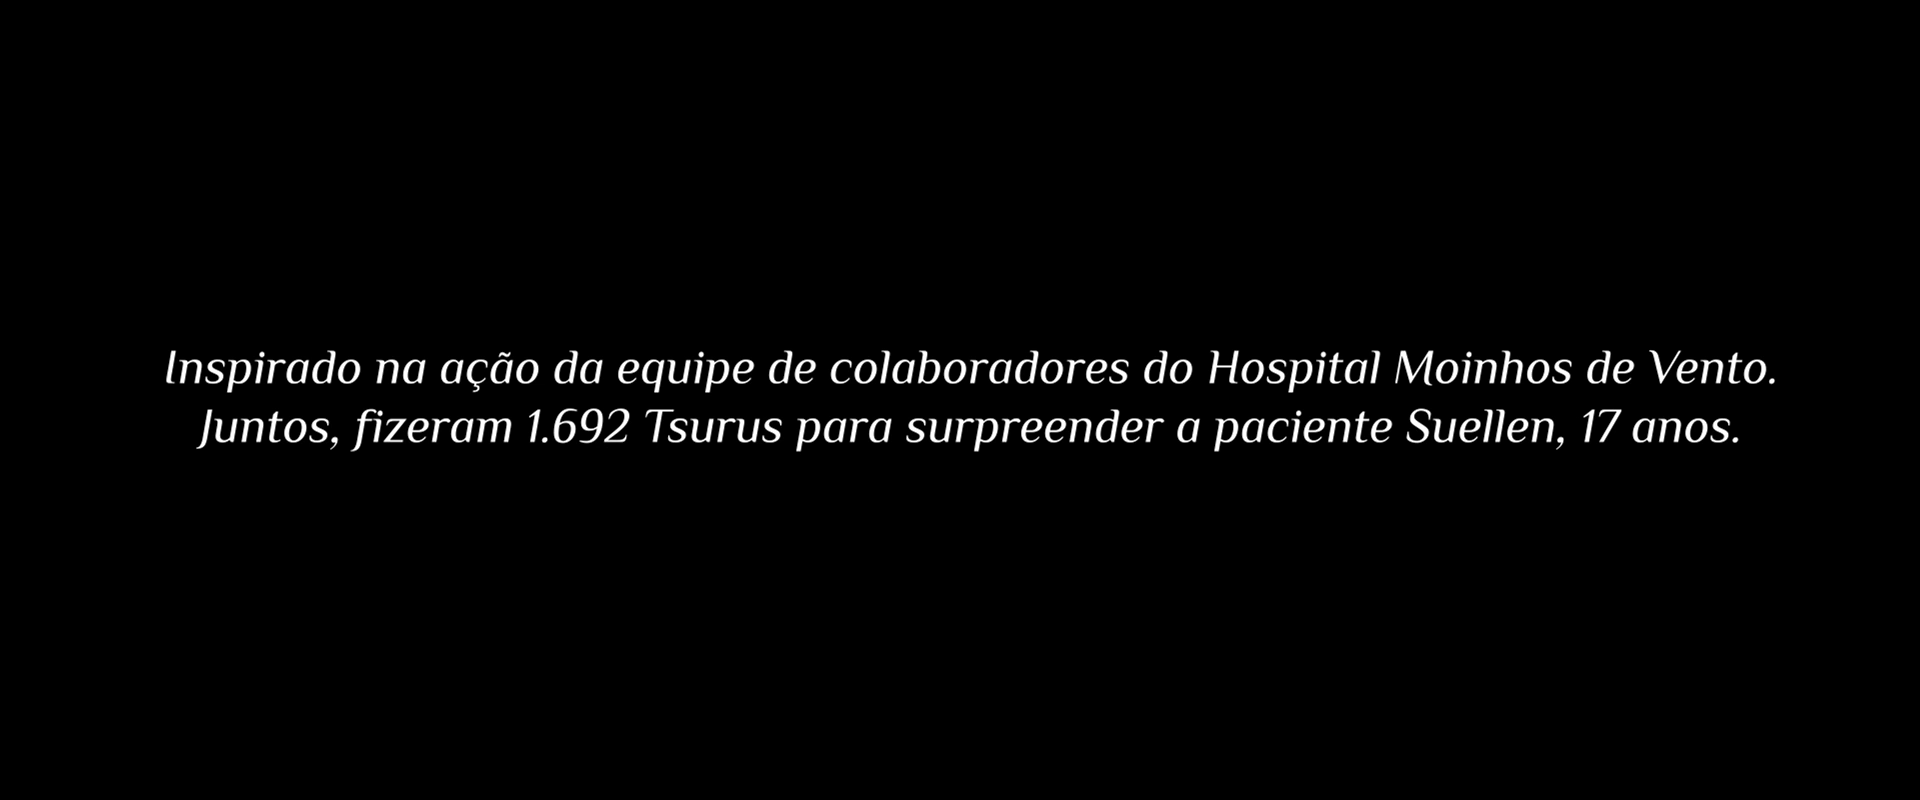 Inspirado na ação da equipe de colaboradores do Hospital Moinhos de Vento.
Juntos, fizeram 1.692 Tsurus para surpreender a paciente Suellen, 17 anos.